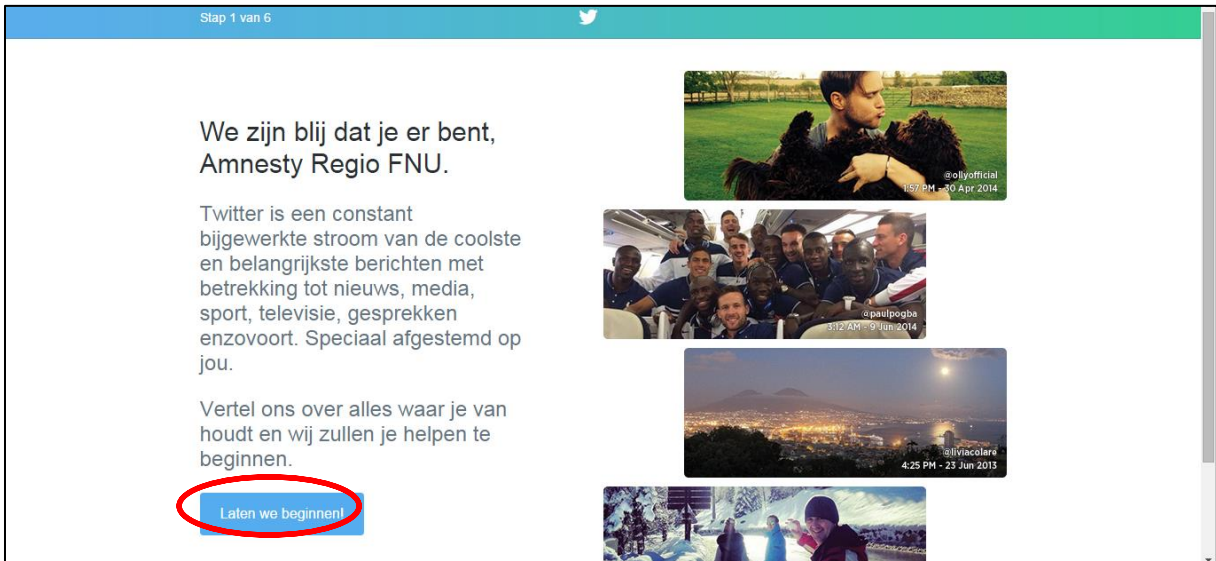 Stap 1 van 6
We zijn blij dat je er bent,
Amnesty Regio FNU.
Twitter is een constant
bijgewerkte stroom van de coolste
en belangrijkste berichten met
betrekking tot nieuws, media,
sport, televisie, gesprekken
enzovoort. Speciaal afgestemd op
jou.
Vertel ons over alles waar je van
houdt en wij zullen je helpen te
beginnen.
Laten we beginnen!
@ollyofficial
1:57 PM - 30 Apr 2014
@paulpogba
3:12 AM - 9 Jun 2014
@liviacolare
4:25 PM - 23 Jun 2013